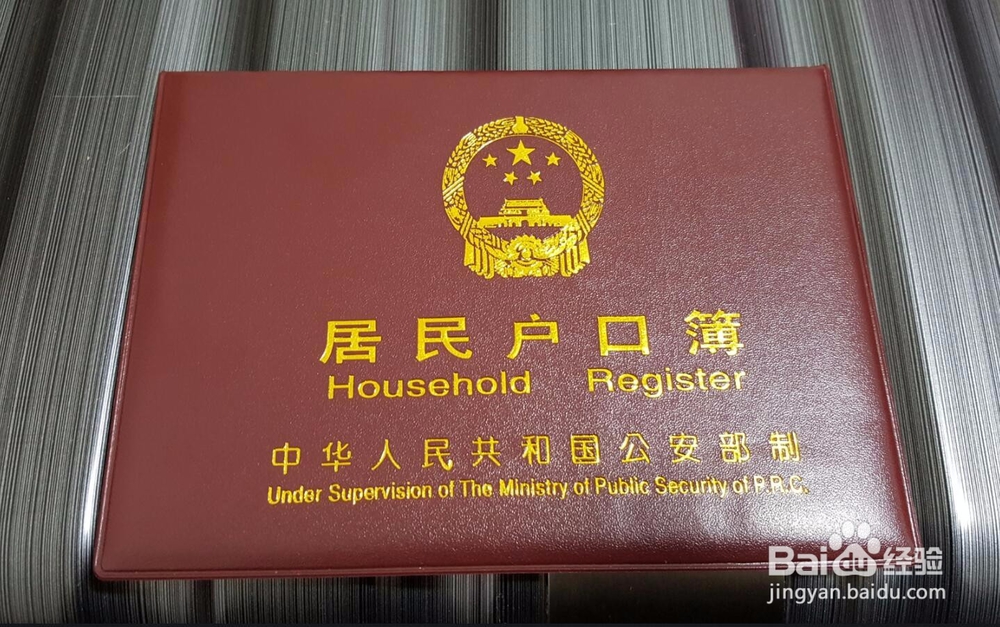 居民户口簿
Household Register
中华人民共和国公安部制
Under Supervision of The Ministry of Public Security of P.R.C.
Baidu经验
jingyan.baidu.com